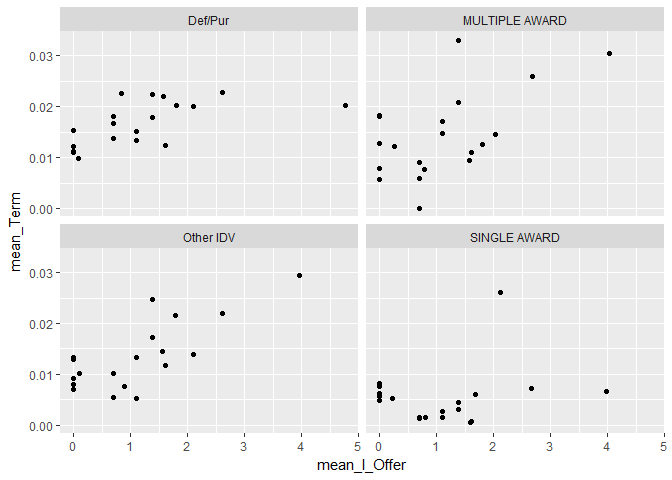 Def/Pur MULTIPLE AWARD
0.03
0.02
0.01
0.00
Other IDV SINGLE AWARD
0.03
0.02
0.01
0.00
0 1 2 3 4 5 0 1 2 3 4 5
mean_l_Offer
mean_Term